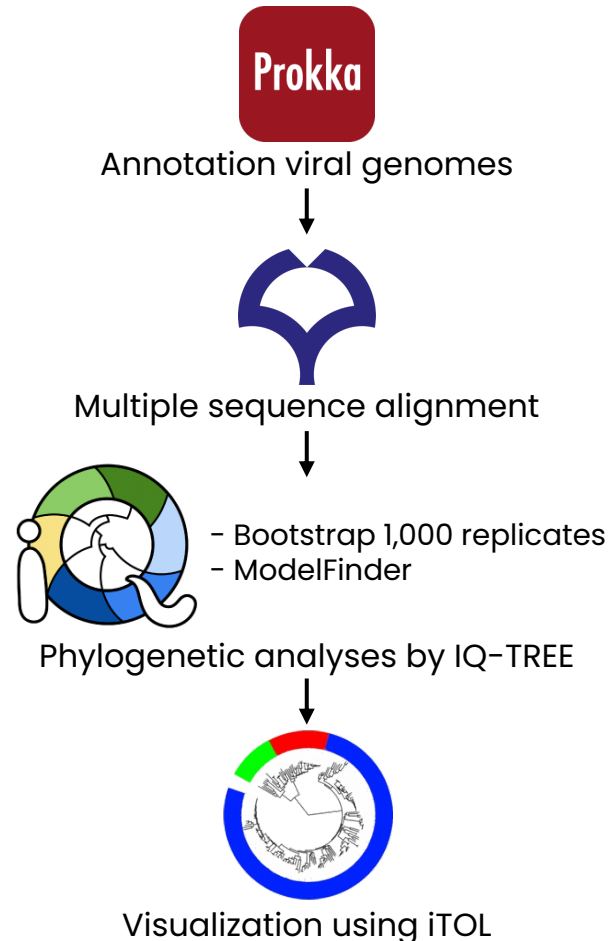 Prokka
Annotation viral genomes
Multiple sequence alignment
- Bootstrap 1,000 replicates
- ModelFinder
Phylogenetic analyses by IQ-TREE
Visualization using iTOL